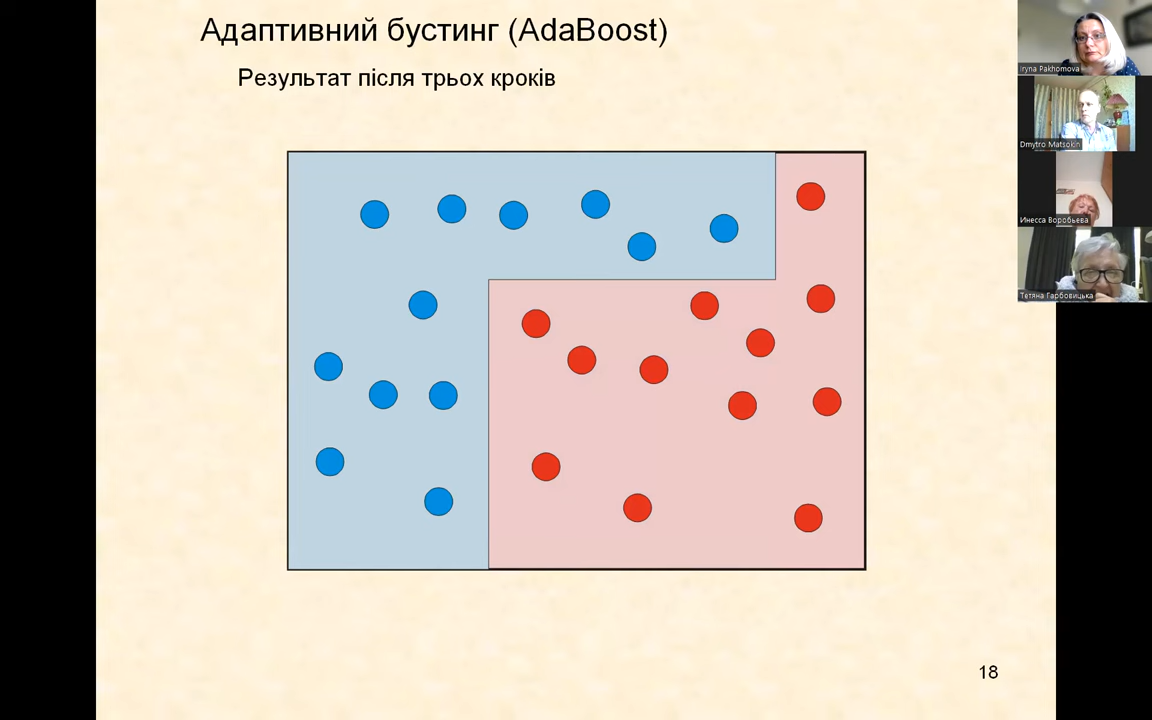 Адаптивний бустинг (AdaBoost)
Результат після трьох кроків
Iryna Pakhomova
Dmytro Matsokin
Инесса Воробьева
Тетяна Гарбовицька
18